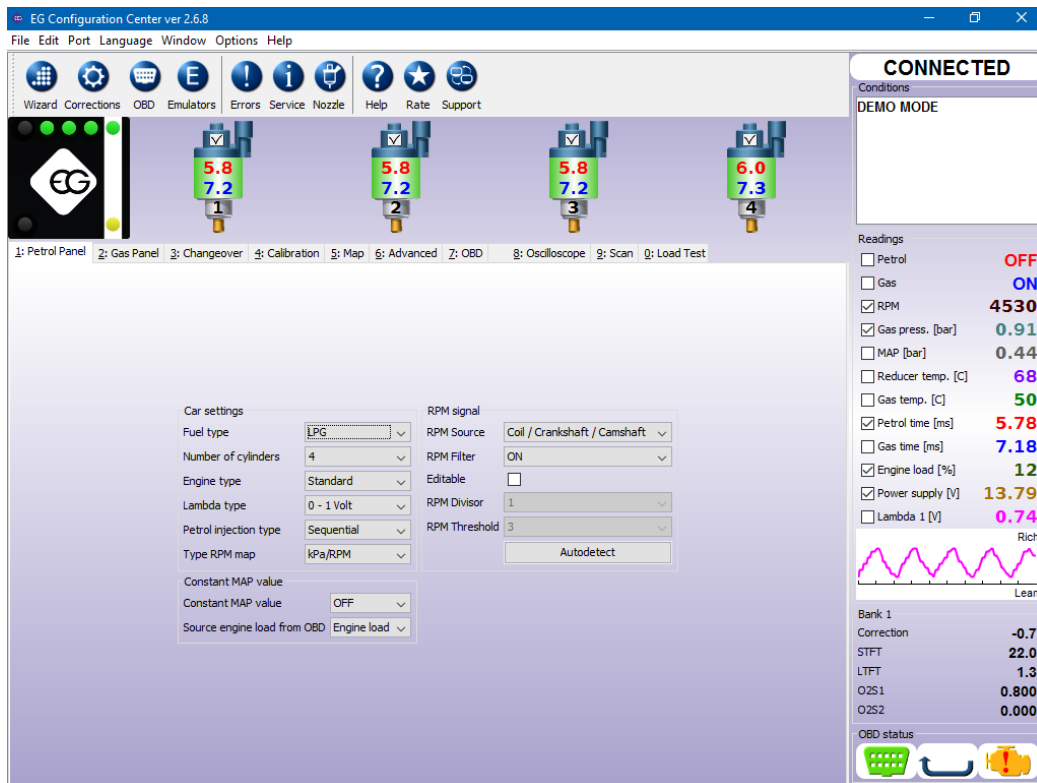 EG Configuration Center ver 2.6.8
File Edit Port Language Window Options Help
Wizard Corrections OBD Emulators Errors Service Nozzle Help Rate Support
E
EG
5.8 5.8 5.8 6.0
7.2 7.2 7.2 7.3
1 2 3 4
1: Petrol Panel 2: Gas Panel 3: Changeover 4: Calibration 5: Map 6: Advanced 7: OBD 8: Oscilloscope 9: Scan 0: Load Test
Car settings
Fuel type LPG
Number of cylinders 4
Engine type Standard
Lambda type 0 - 1 Volt
Petrol injection type Sequential
Type RPM map kPa/RPM
Constant MAP value
Constant MAP value OFF
Source engine load from OBD Engine load
RPM signal
RPM Source Coil / Crankshaft / Camshaft
RPM Filter ON
Editable
RPM Divisor 1
RPM Threshold 3
Autodetect
CONNECTED
Conditions
DEMO MODE
Readings
Petrol OFF
Gas ON
RPM 4530
Gas press. [bar] 0.91
MAP [bar] 0.44
Reducer temp. [C] 68
Gas temp. [C] 50
Petrol time [ms] 5.78
Gas time [ms] 7.18
Engine load [%] 12
Power supply [V] 13.79
Lambda 1 [V] 0.74
Rich
Lean
Bank 1
Correction -0.7
STFT 22.0
LTFT 1.3
O2S1 0.800
O2S2 0.000
OBD status